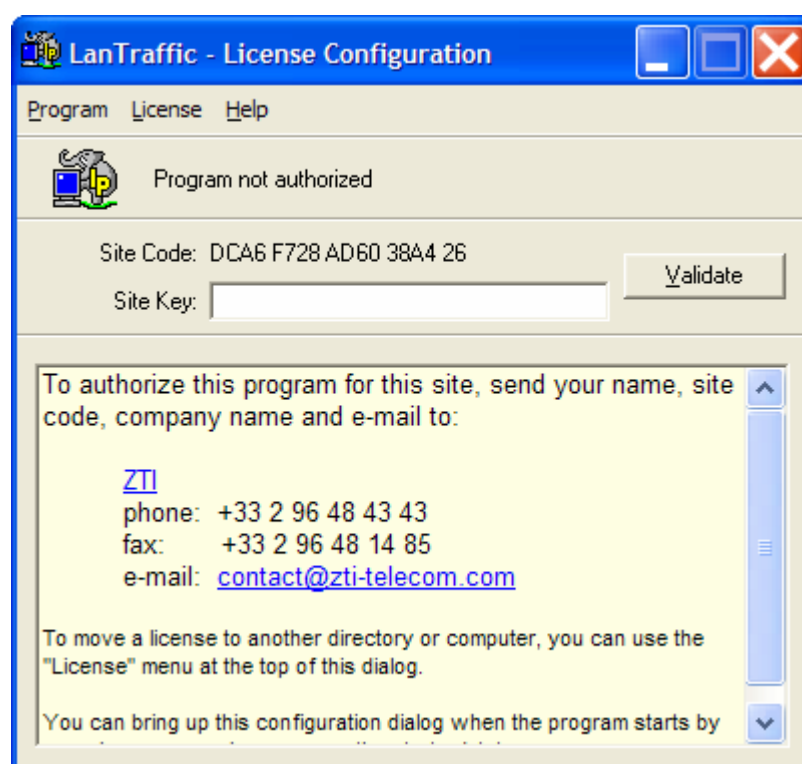 LanTraffic - License Configuration
Program License Help
Program not authorized
Site Code: DCA6 F728 AD60 38A4 26
Validate
Site Key:
To authorize this program for this site, send your name, site
code, company name and e-mail to:
ZTI
phone: +33 2 96 48 43 43
fax: +33 2 96 48 14 85
e-mail: contact@zti-telecom.com
To move a license to another directory or computer, you can use the
"License" menu at the top of this dialog.
You can bring up this configuration dialog when the program starts by